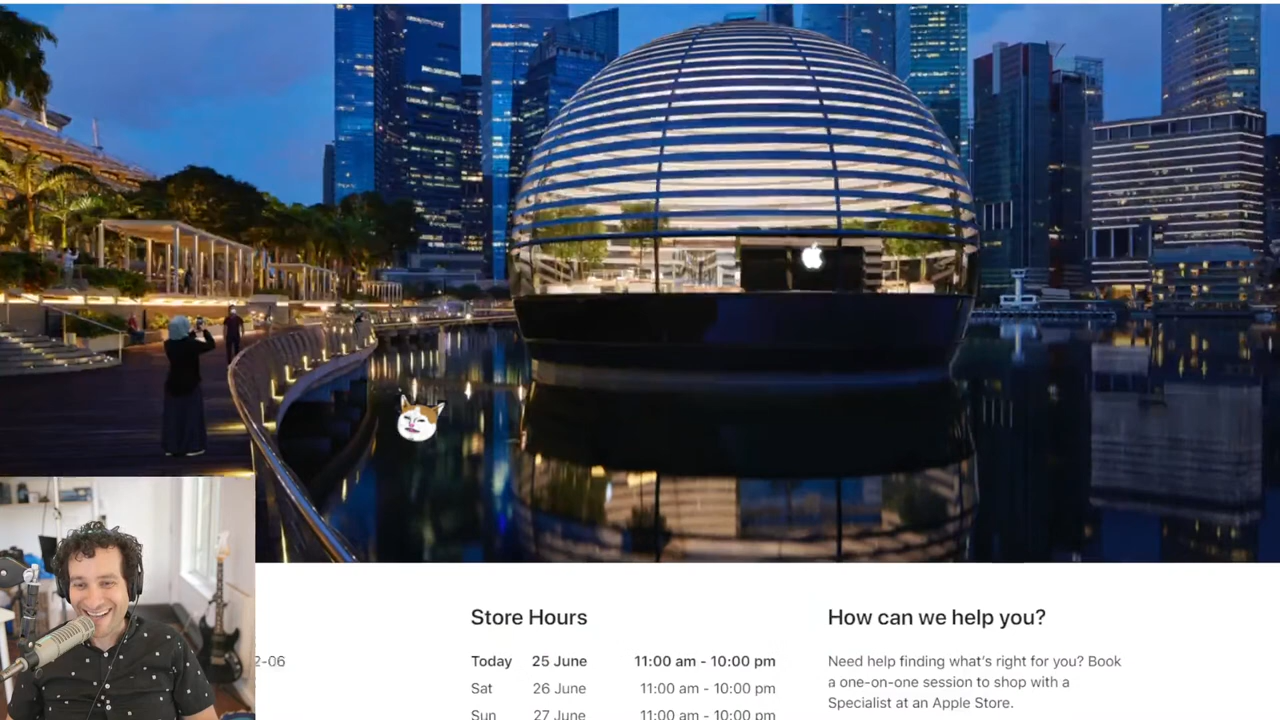 Store Hours
Today 25 June 11:00 am - 10:00 pm
Sat 26 June 11:00 am - 10:00 pm
Sun 27 June 11:00 am - 10:00 pm
2-06
How can we help you?
Need help finding what's right for you? Book
a one-on-one session to shop with a
Specialist at an Apple Store.